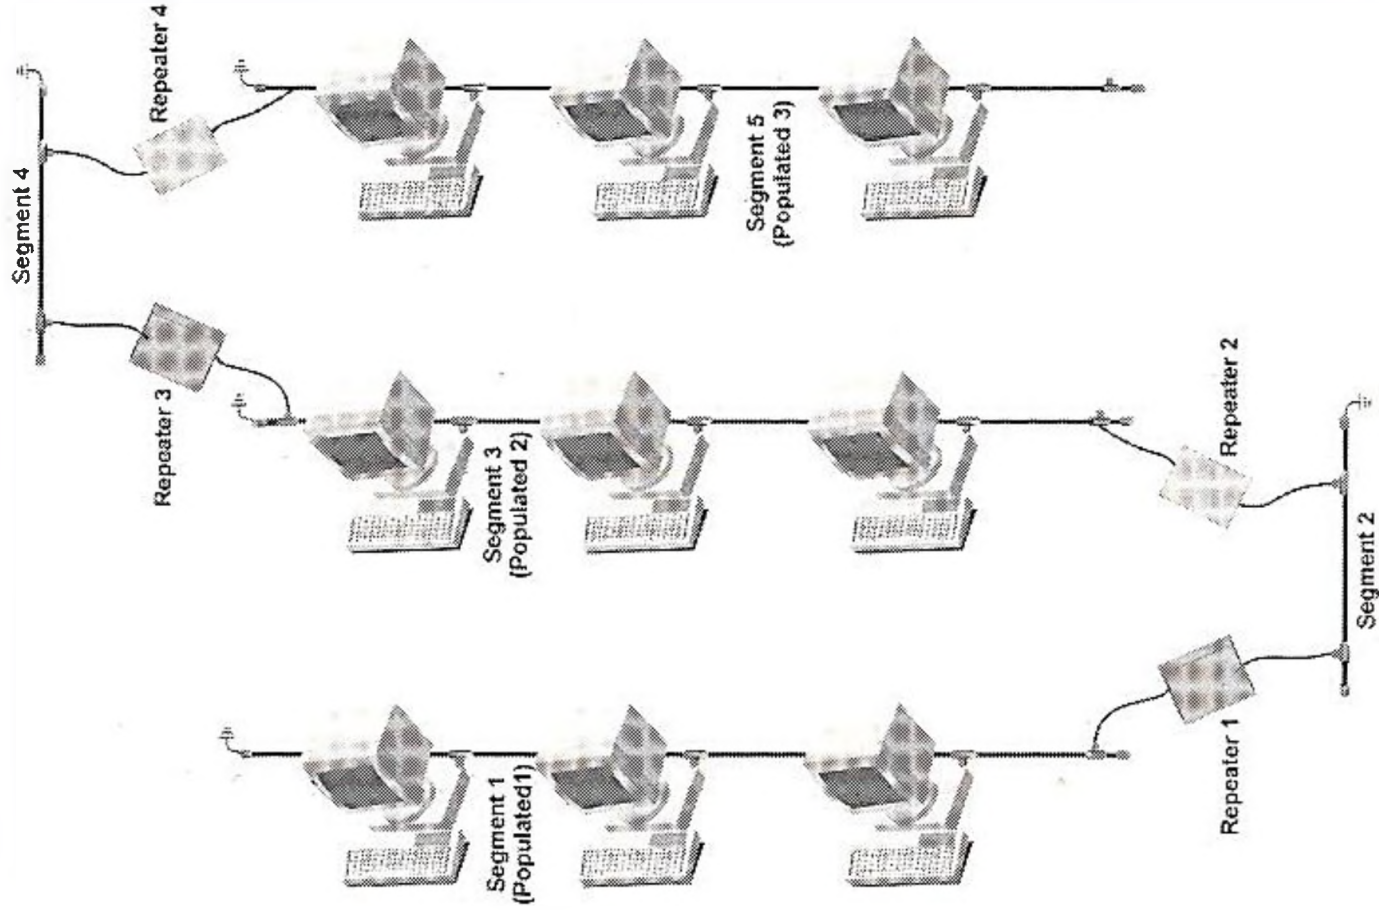 Segment 1
(Populated1)
Repeater 1
Segment 2
Repeater 2
Segment 3
(Populated 2)
Repeater 3
Segment 4
Repeater 4
Segment 5
(Populated 3)